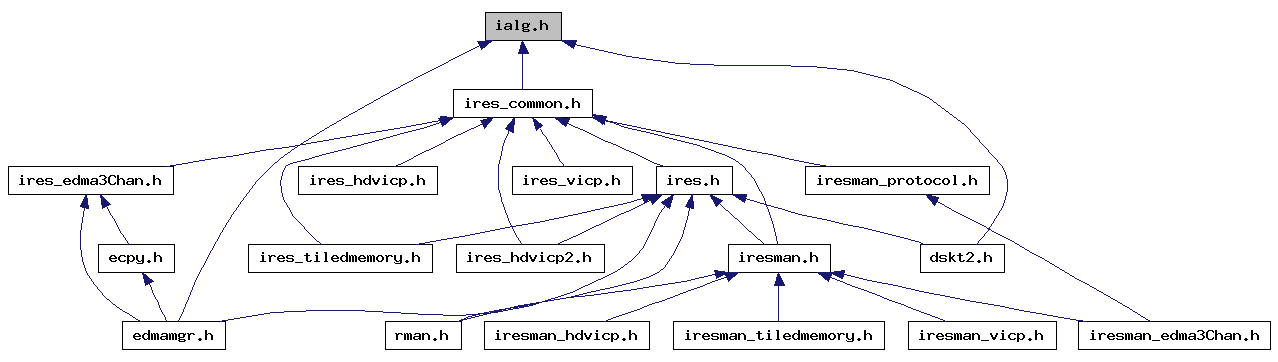 ialg.h
ires_common.h
ires_edma3Chan.h
ires_hdvicp.h
ires_vicp.h
ires.h
iresman_protocol.h
ecpy.h
ires_tiledmemory.h
ires_hdvicp2.h
iresman.h
dskt2.h
edmamgr.h
rman.h
iresman_hdvicp.h
iresman_tiledmemory.h
iresman_vicp.h
iresman_edma3Chan.h